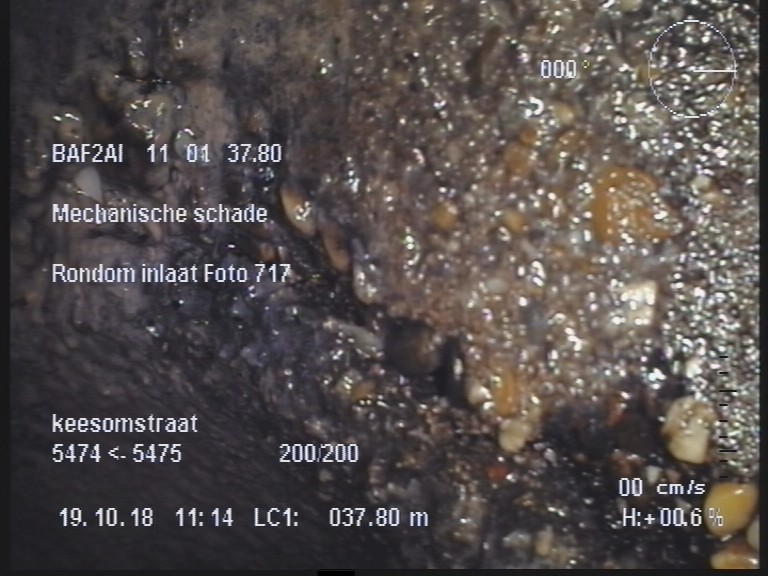 000°
BAF2AI 11 01 37.80
Mechanische schade
Rondom inlaat Foto 717
keesomstraat
5474 <- 5475 200/200
00 cm/s
19.10.18 11:14 LC1: 037.80 m H:+00.6 %